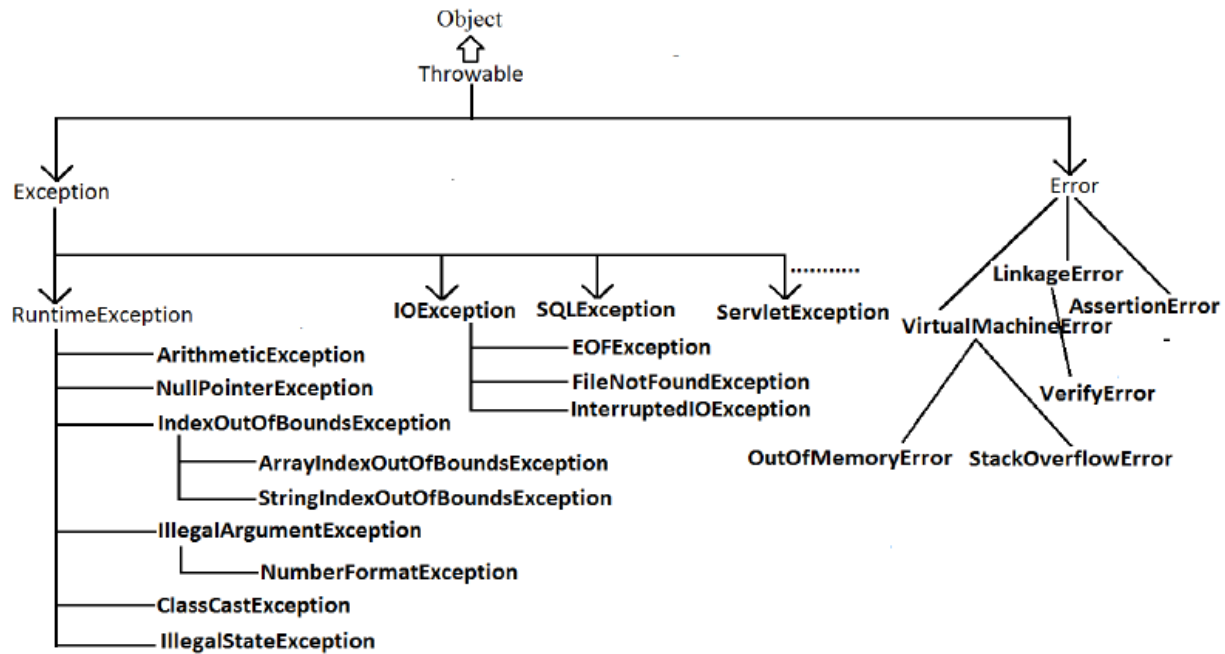 Object
Throwable
Exception
Error
RuntimeException
IOException
SQLException
ServletException
...........
LinkageError
AssertionError
VirtualMachineError
VerifyError
OutOfMemoryError
StackOverflowError
ArithmeticException
NullPointerException
IndexOutOfBoundsException
ArrayIndexOutOfBoundsException
StringIndexOutOfBoundsException
IllegalArgumentException
NumberFormatException
ClassCastException
IllegalStateException
EOFException
FileNotFoundException
InterruptedIOException